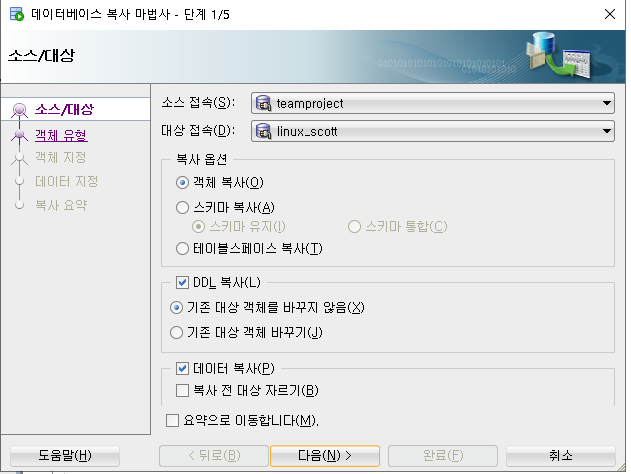 데이터베이스 복사 마법사 - 단계 1/5
소스/대상
소스/대상
객체 유형
객체 지정
데이터 지정
복사 요약
소스 접속(S):
teamproject
대상 접속(D):
linux_scott
복사 옵션
객체 복사(O)
스키마 복사(A)
스키마 유지(I)
스키마 통합(C)
테이블스페이스 복사(T)
DDL 복사(L)
기존 대상 객체를 바꾸지 않음(X)
기존 대상 객체 바꾸기(J)
데이터 복사(P)
복사 전 대상 자르기(B)
요약으로 이동합니다(M).
도움말(H)
< 뒤로(B)
다음(N) >
완료(F)
취소